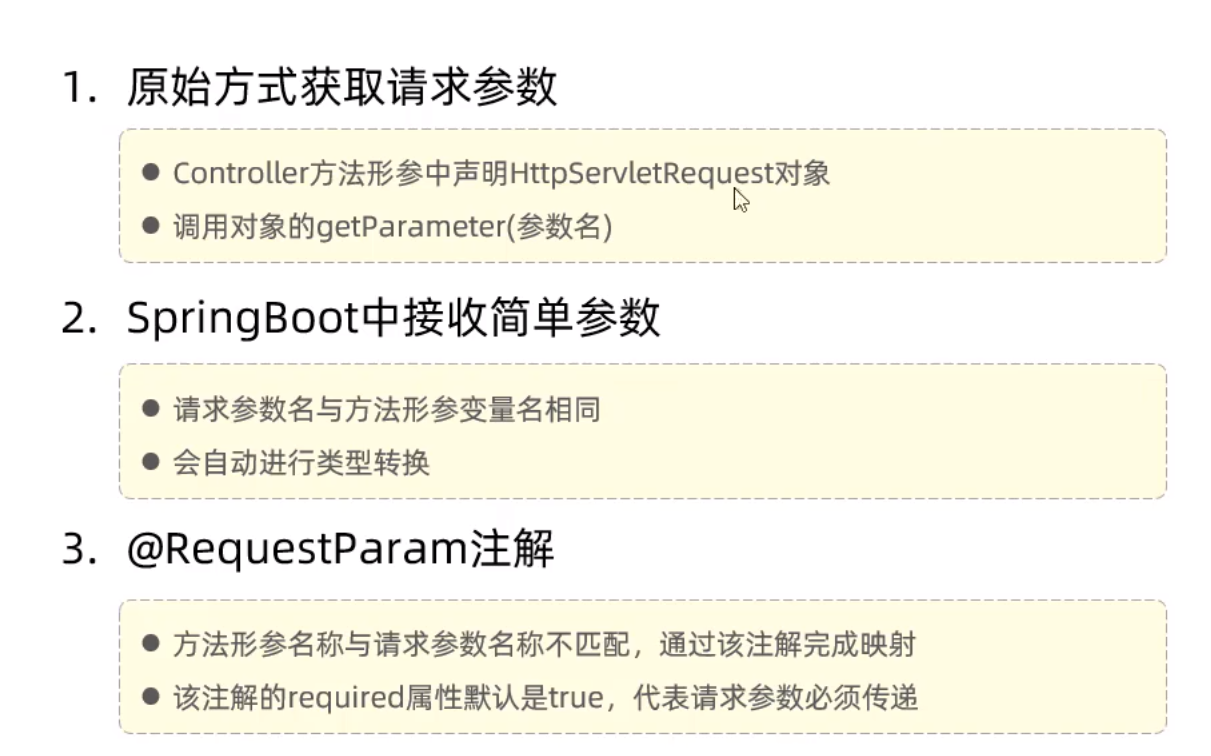 1. 原始方式获取请求参数
● Controller方法形参中声明HttpServletRequest对象
● 调用对象的getParameter(参数名)
2. SpringBoot中接收简单参数
● 请求参数名与方法形参变量名相同
● 会自动进行类型转换
3. @RequestParam注解
● 方法形参名称与请求参数名称不匹配，通过该注解完成映射
● 该注解的required属性默认是true，代表请求参数必须传递